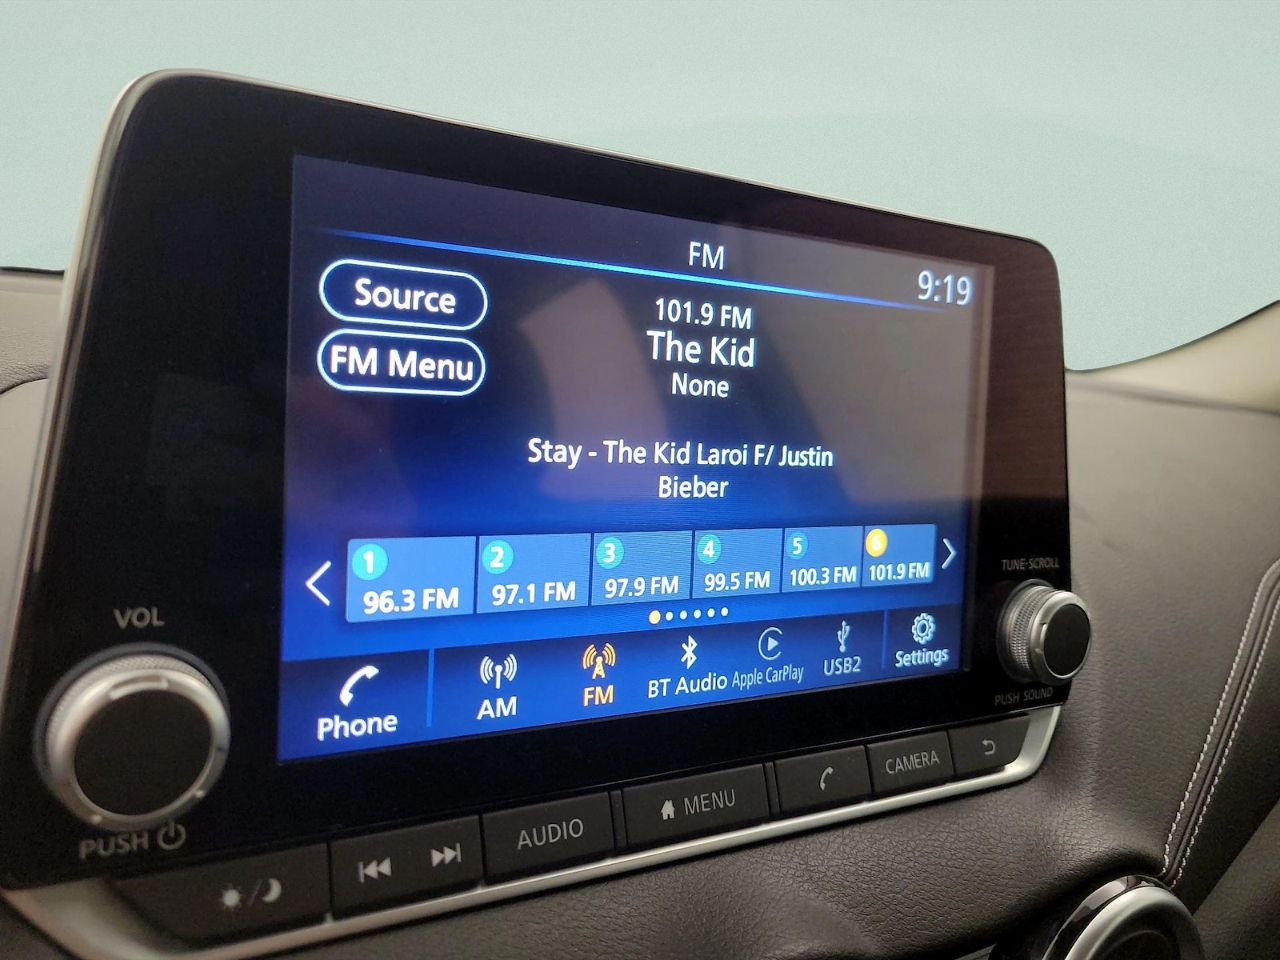 FM
9:19
Source
FM Menu
101.9 FM
The Kid
None
Stay - The Kid Laroi F/ Justin
Bieber
1
96.3 FM
2
97.1 FM
3
97.9 FM
4
99.5 FM
5
100.3 FM
6
101.9 FM
Phone
AM
FM
BT Audio
Apple CarPlay
USB2
Settings
VOL
PUSH
TUNE·SCROLL
PUSH SOUND
AUDIO
MENU
CAMERA